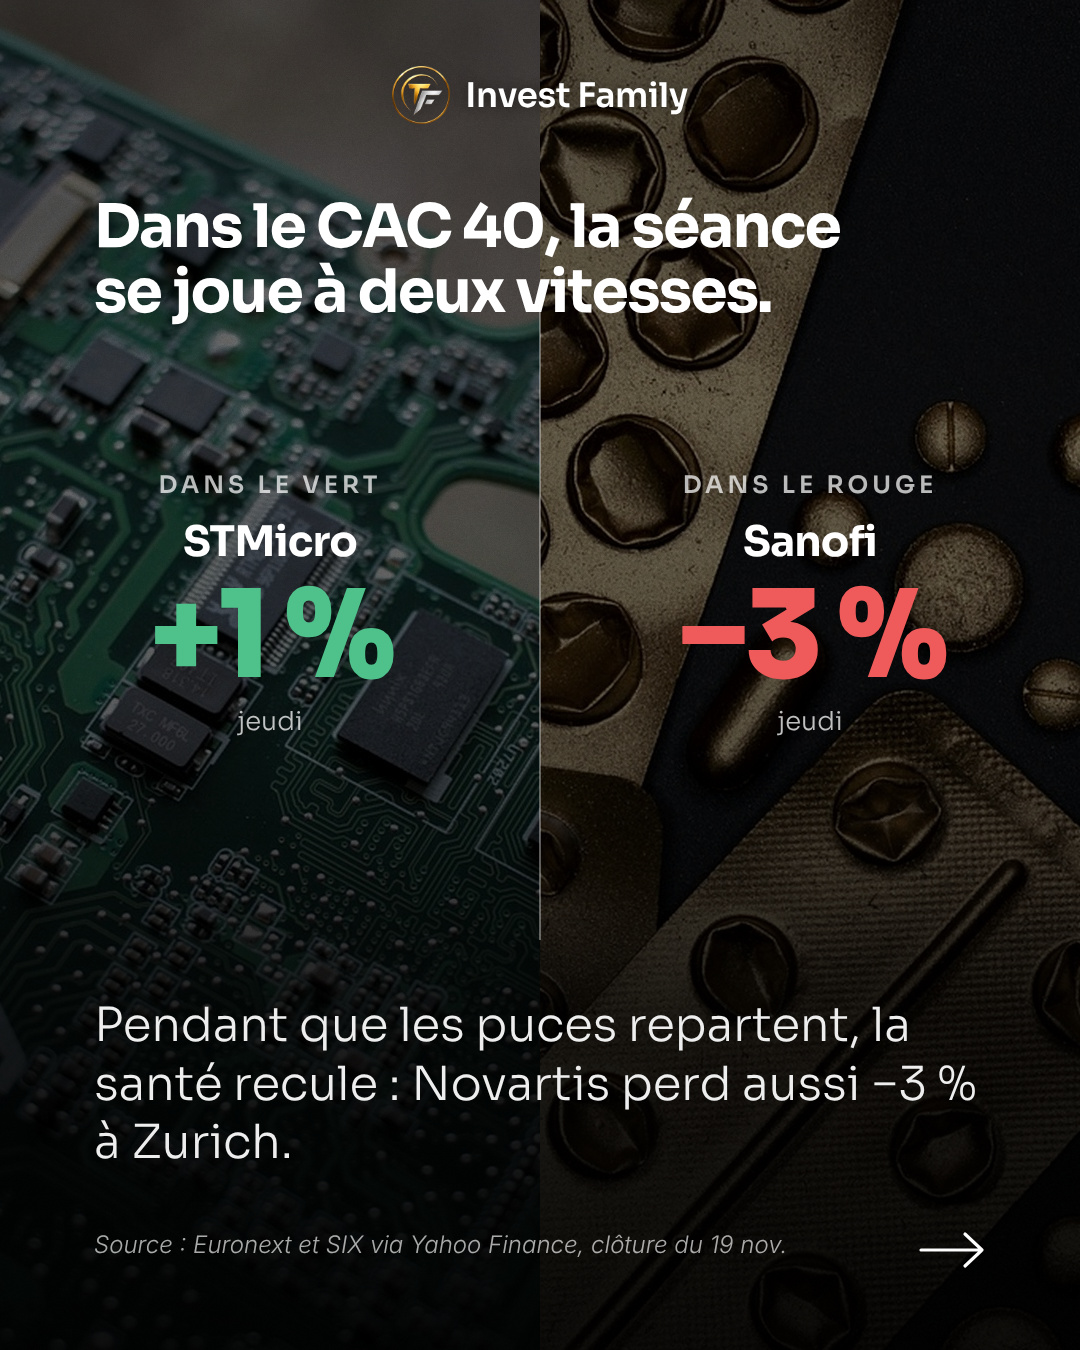 Invest Family
Dans le CAC 40, la séance
se joue à deux vitesses.
DANS LE VERT
STMicro
+1 %
jeudi
DANS LE ROUGE
Sanofi
−3 %
jeudi
Pendant que les puces repartent, la
santé recule : Novartis perd aussi −3 %
à Zurich.
Source : Euronext et SIX via Yahoo Finance, clôture du 19 nov.